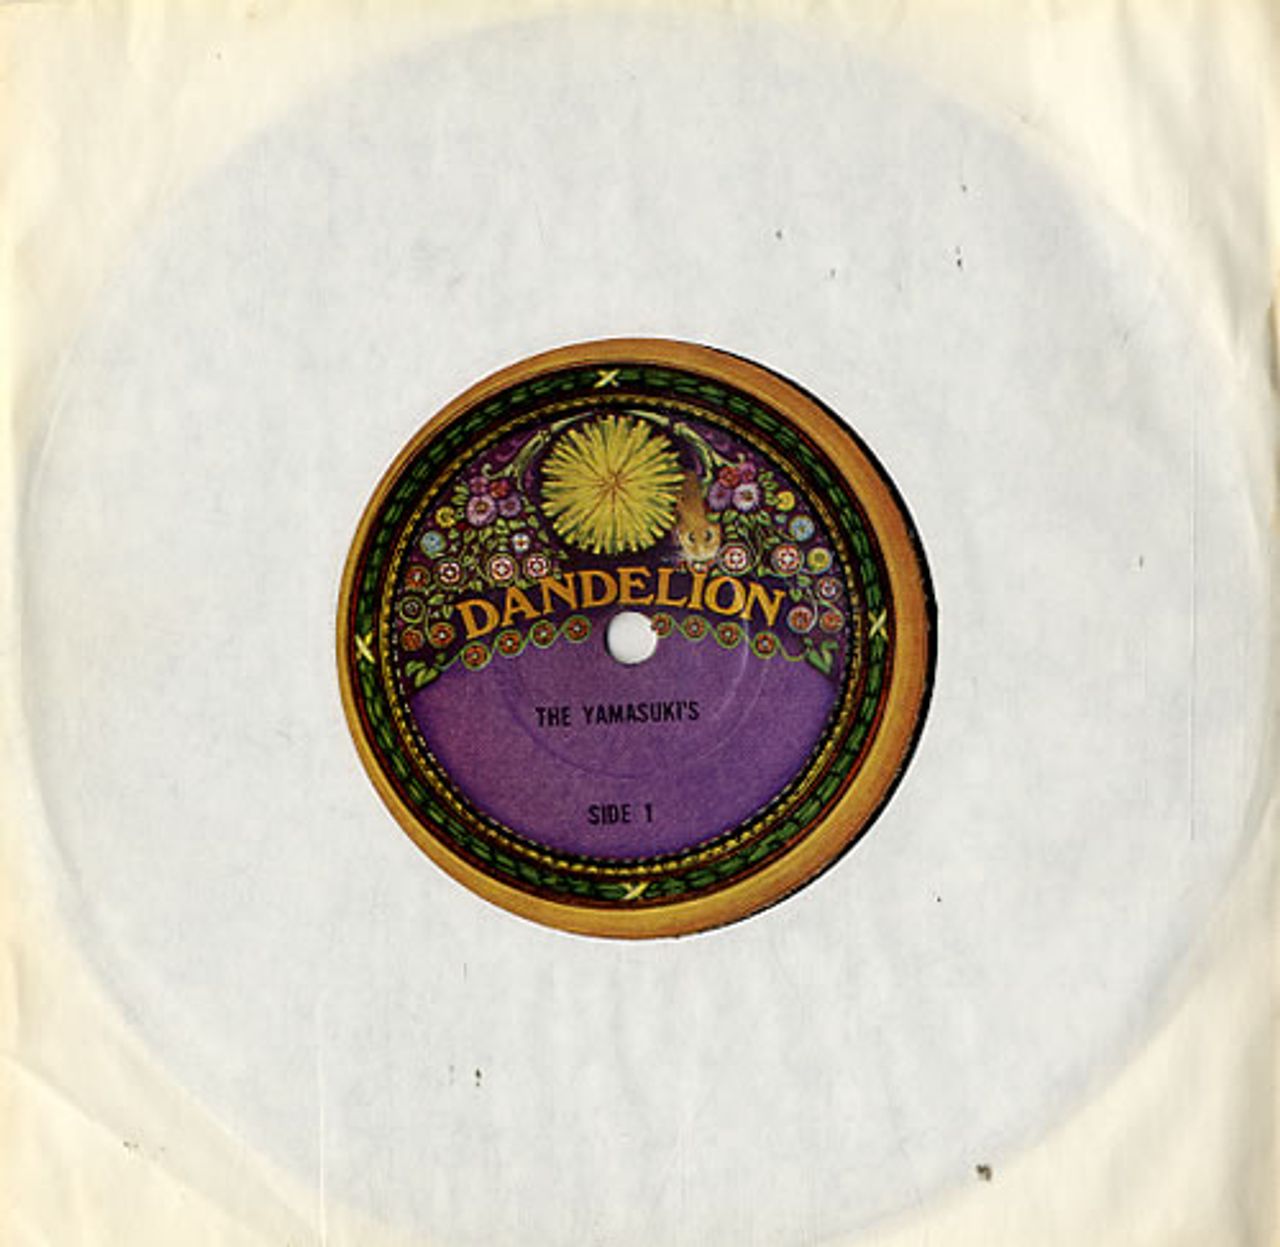 DANDELION
THE YAMASUKI'S
SIDE 1